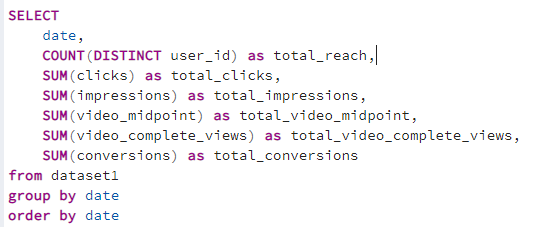 SELECT
date,
COUNT(DISTINCT user_id) as total_reach,
SUM(clicks) as total_clicks,
SUM(impressions) as total_impressions,
SUM(video_midpoint) as total_video_midpoint,
SUM(video_complete_views) as total_video_complete_views,
SUM(conversions) as total_conversions
from dataset1
group by date
order by date